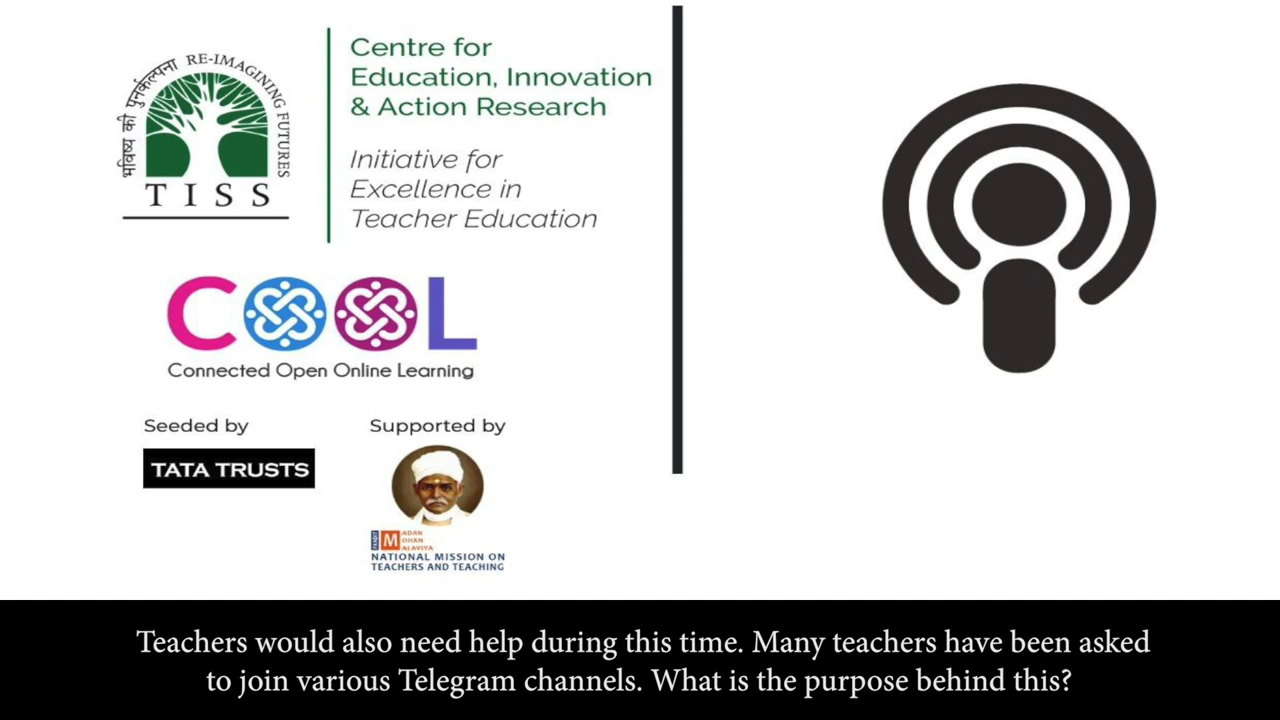 भविष्य की पुनर्कल्पना RE-IMAGINING FUTURES
TISS
Centre for
Education, Innovation
& Action Research
Initiative for
Excellence in
Teacher Education
COOL
Connected Open Online Learning
Seeded by
TATA TRUSTS
Supported by
MADAN
MOHAN
MALAVIYA
NATIONAL MISSION ON
TEACHERS AND TEACHING
Teachers would also need help during this time. Many teachers have been asked
to join various Telegram channels. What is the purpose behind this?